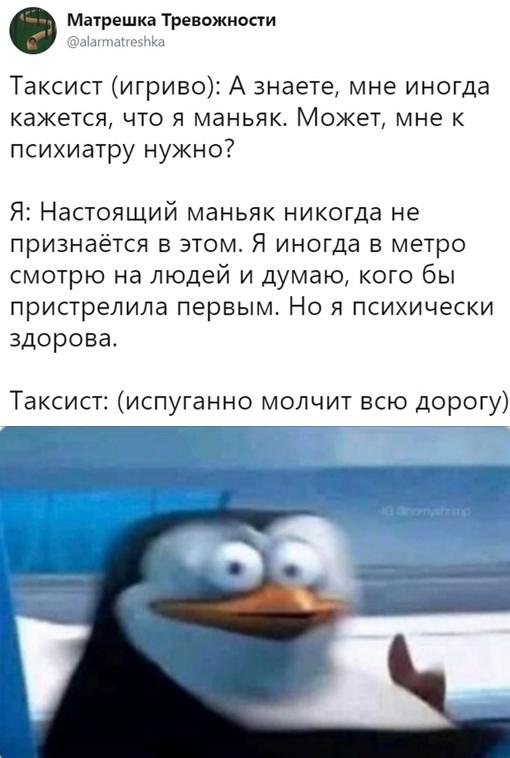 Матрешка Тревожности
@alarmatreshka
Таксист (игриво): А знаете, мне иногда
кажется, что я маньяк. Может, мне к
психиатру нужно?
Я: Настоящий маньяк никогда не
признаётся в этом. Я иногда в метро
смотрю на людей и думаю, кого бы
пристрелила первым. Но я психически
здорова.
Таксист: (испуганно молчит всю дорогу)
IG @hornyshrimp